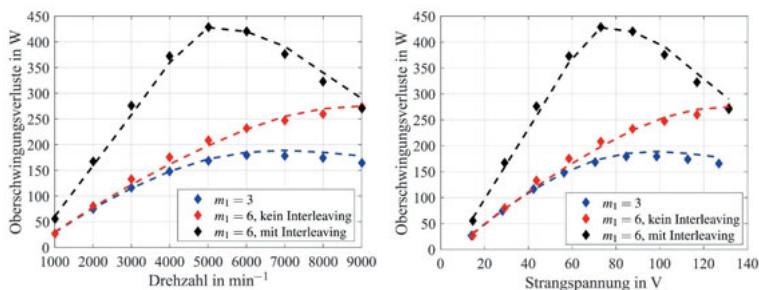 Oberschwingungsverluste in W
450
400
350
300
250
200
150
100
50
0
m₁ = 3
m₁ = 6, kein Interleaving
m₁ = 6, mit Interleaving
1000 2000 3000 4000 5000 6000 7000 8000 9000
Drehzahl in min⁻¹
Oberschwingungsverluste in W
450
400
350
300
250
200
150
100
50
0
m₁ = 3
m₁ = 6, kein Interleaving
m₁ = 6, mit Interleaving
0 20 40 60 80 100 120 140
Strangspannung in V